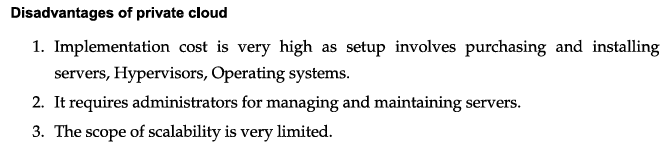 Disadvantages of private cloud
1. Implementation cost is very high as setup involves purchasing and installing
servers, Hypervisors, Operating systems.
2. It requires administrators for managing and maintaining servers.
3. The scope of scalability is very limited.